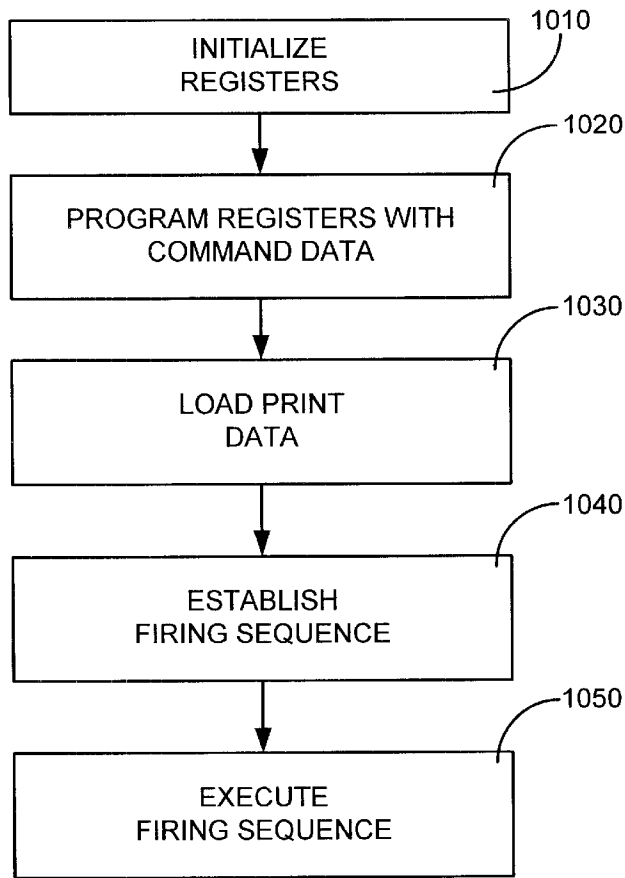 1010
INITIALIZE
REGISTERS
1020
PROGRAM REGISTERS WITH
COMMAND DATA
1030
LOAD PRINT
DATA
1040
ESTABLISH
FIRING SEQUENCE
1050
EXECUTE
FIRING SEQUENCE